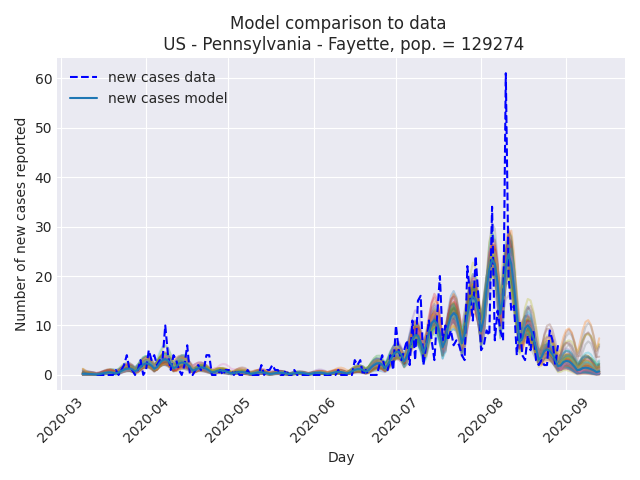 Model comparison to data
US - Pennsylvania - Fayette, pop. = 129274
new cases data
new cases model
Number of new cases reported
60
50
40
30
20
10
0
2020-03
2020-04
2020-05
2020-06
2020-07
2020-08
2020-09
Day